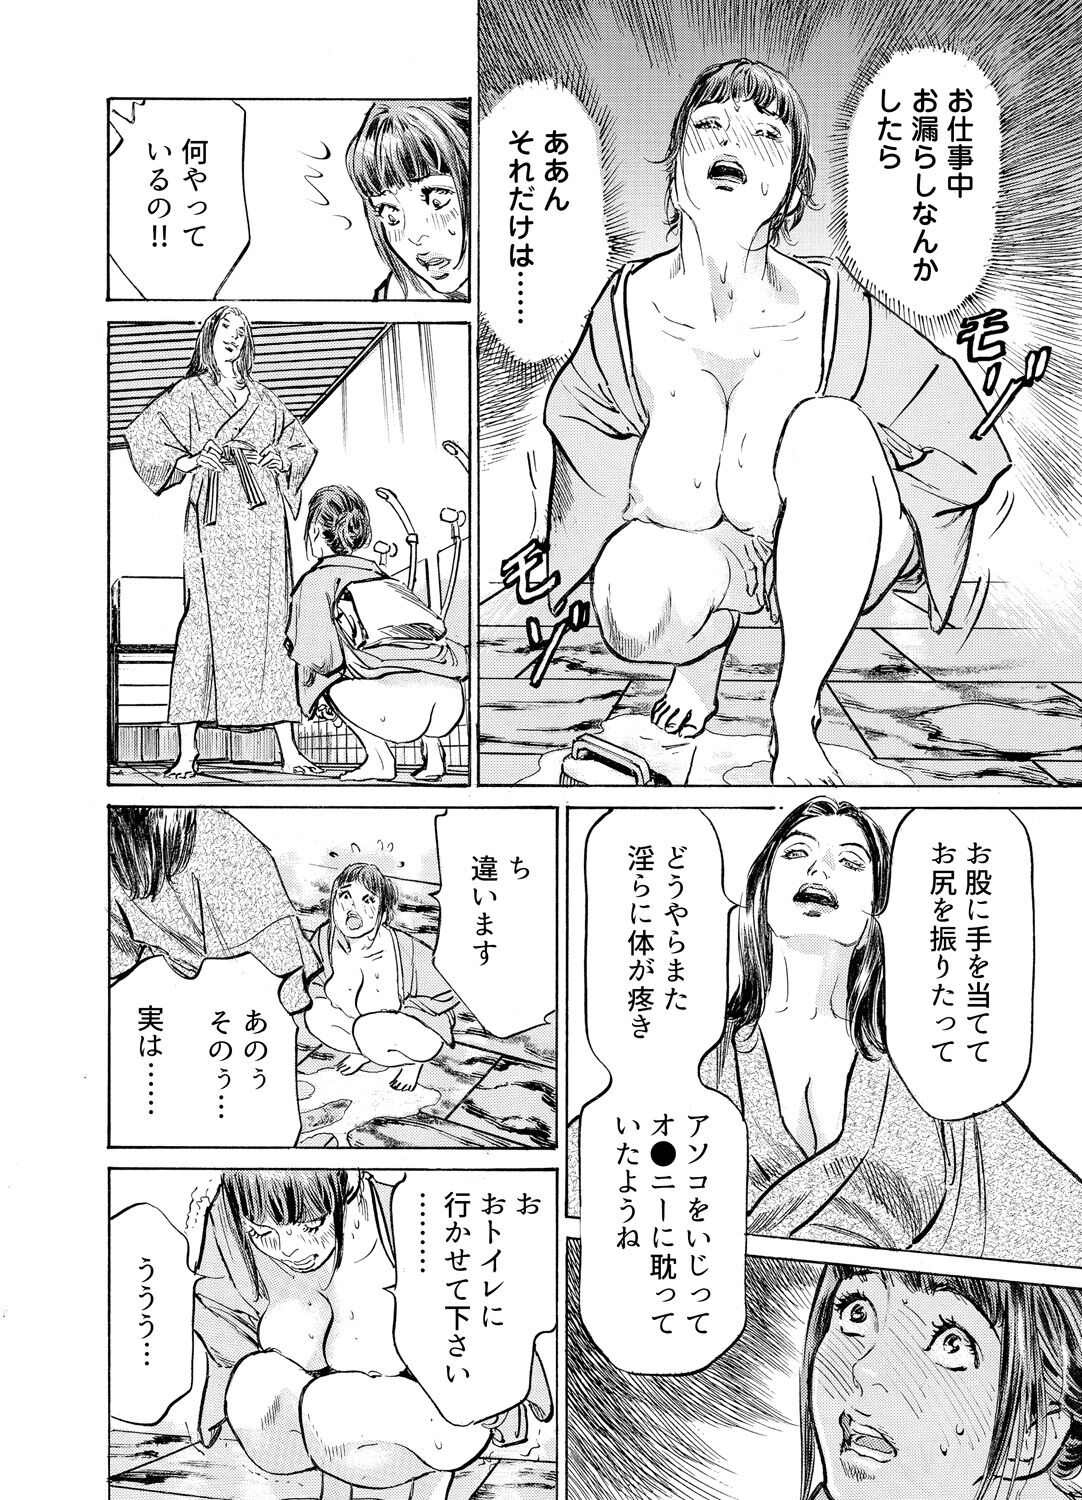 お仕事中
お漏らしなんか
したら
ああん
それだけは……
モ
ゾ
モ
ゾ
何やって
いるの!!
お股に手を当てて
お尻を振りたって
どうやらまた
淫らに体が疼き
アソコをいじって
オ●ニーに耽って
いたようね
ち
違います
あのぅ
そのぅ…
実は……
お
おトイレに
行かせて下さい
………
ううう…